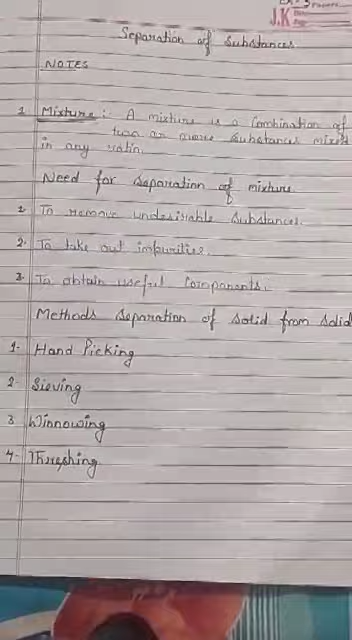 J.K
Separation of Substances
NOTES
1. Mixture: A mixture is a Combination of
two or more Substances mixed
in any ratio.
Need for Separation of mixture
1. To remove undesirable Substances.
2. To take out impurities.
3. To obtain useful Components.
Methods Separation of Solid from Solid
1- Hand Picking
2- Sieving
3 Winnowing
4- Threshing